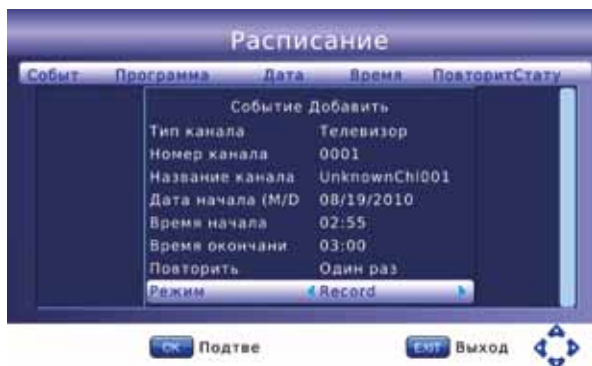 Расписание
Событ Программа Дата Время ПовторитСтату
Событие Добавить
Тип канала Телевизор
Номер канала 0001
Название канала UnknownChl001
Дата начала (M/D 08/19/2010
Время начала 02:55
Время окончани 03:00
Повторить Один раз
Режим Record
OK Подтве EXIT Выход